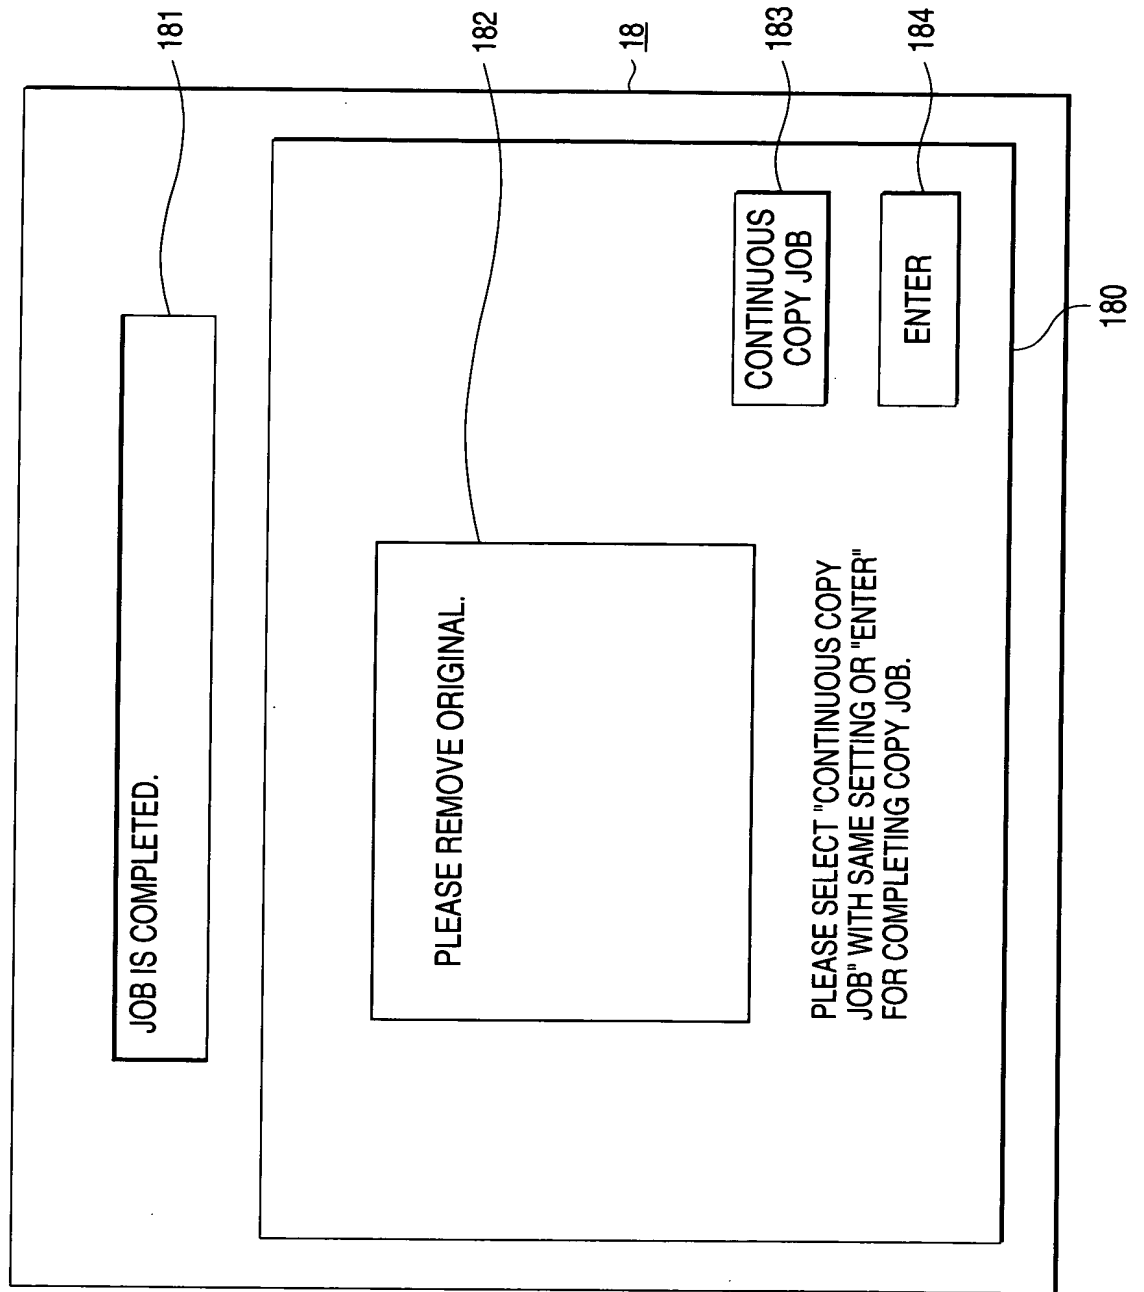 181
JOB IS COMPLETED.
182
PLEASE REMOVE ORIGINAL.
18
183
CONTINUOUS
COPY JOB
184
ENTER
PLEASE SELECT "CONTINUOUS COPY
JOB" WITH SAME SETTING OR "ENTER"
FOR COMPLETING COPY JOB.
180